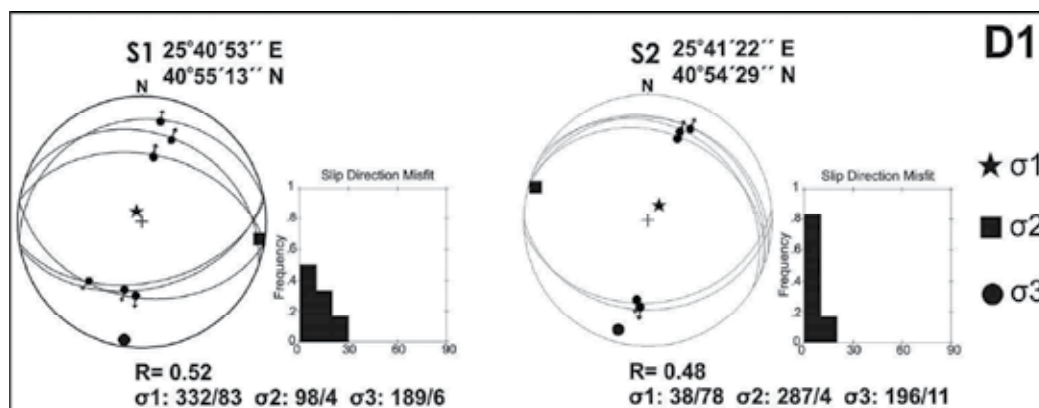 D1
S1 25°40´53´´ E
40°55´13´´ N
N
Slip Direction Misfit
Frequency
1
.8
.6
.4
.2
0
0 30 60 90
R= 0.52
σ1: 332/83 σ2: 98/4 σ3: 189/6
S2 25°41´22´´ E
40°54´29´´ N
N
Slip Direction Misfit
Frequency
1
.8
.6
.4
.2
0
0 30 60 90
R= 0.48
σ1: 38/78 σ2: 287/4 σ3: 196/11
σ1
σ2
σ3